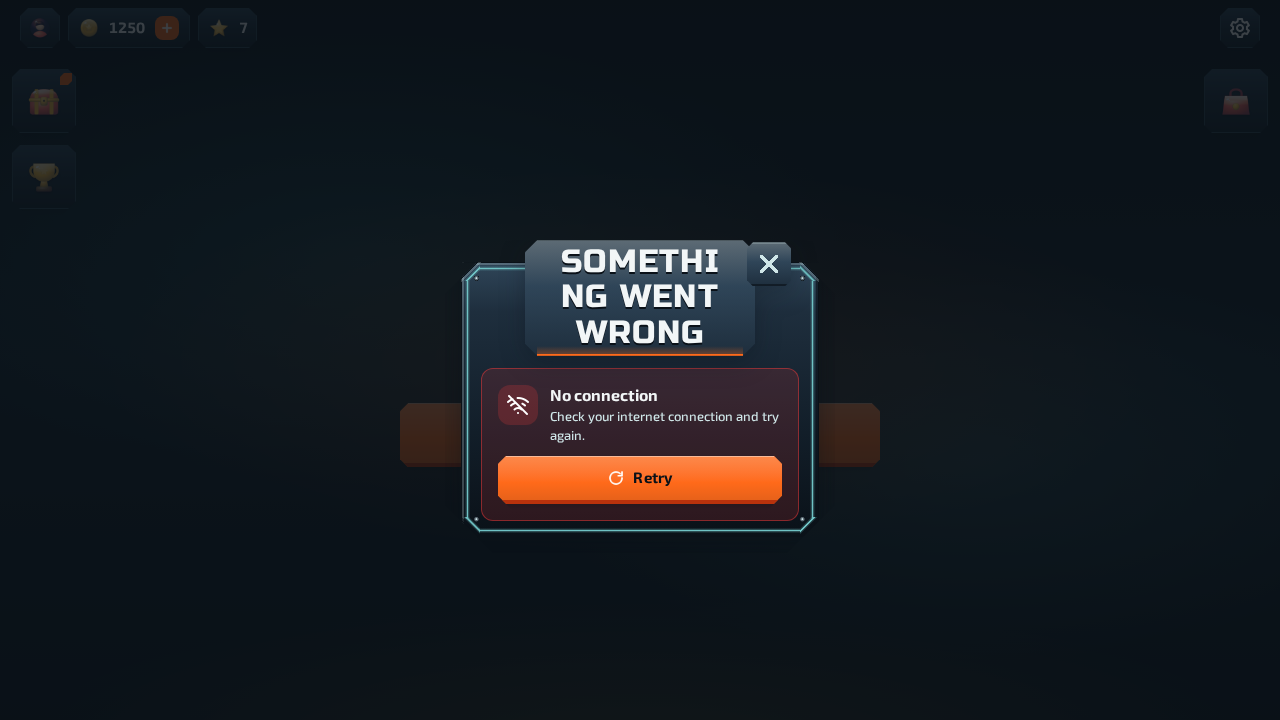 1250
7
SOMETHI
NG WENT
WRONG
No connection
Check your internet connection and try
again.
Retry